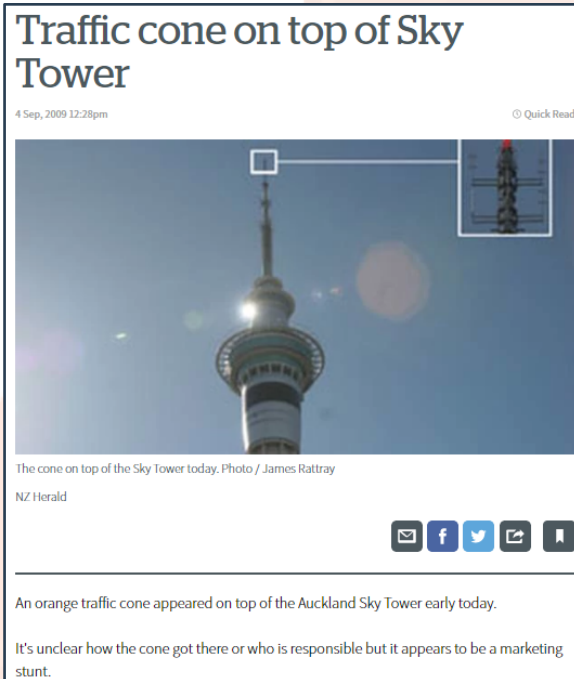 Traffic cone on top of Sky
Tower
4 Sep, 2009 12:28pm
Quick Read
The cone on top of the Sky Tower today. Photo / James Rattray
NZ Herald
An orange traffic cone appeared on top of the Auckland Sky Tower early today.
It's unclear how the cone got there or who is responsible but it appears to be a marketing
stunt.